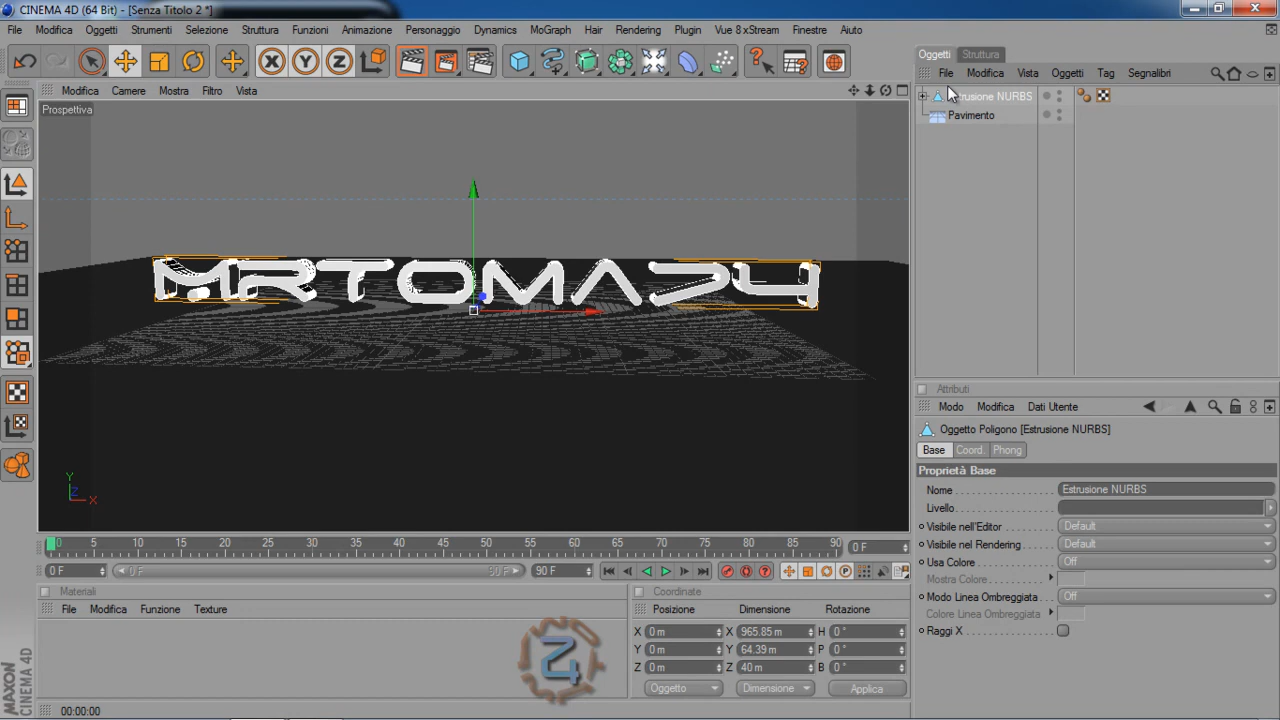 CINEMA 4D (64 Bit) - [Senza Titolo 2 *]
File Modifica Oggetti Strumenti Selezione Struttura Funzioni Animazione Personaggio Dynamics MoGraph Hair Rendering Plugin Vue 8 xStream Finestre Aiuto
Oggetti Struttura
File Modifica Vista Oggetti Tag Segnalibri
Modifica Camere Mostra Filtro Vista
Prospettiva
Estrusione NURBS
Pavimento
MRTOMAD4
Y
Z X
Attributi
Modo Modifica Dati Utente
Oggetto Poligono [Estrusione NURBS]
Base Coord. Phong
Proprietà Base
Nome Estrusione NURBS
Livello
Visibile nell'Editor Default
Visibile nel Rendering Default
Usa Colore Off
Mostra Colore
Modo Linea Ombreggiata Off
Colore Linea Ombreggiata
Raggi X
0 5 10 15 20 25 30 35 40 45 50 55 60 65 70 75 80 85 90 0 F
0 F 0 F 90 F 90 F
Materiali
File Modifica Funzione Texture
Coordinate
Posizione Dimensione Rotazione
X 0 m X 965.85 m H 0 °
Y 0 m Y 64.39 m P 0 °
Z 0 m Z 40 m B 0 °
Oggetto Dimensione Applica
MAXON
CINEMA 4D
00:00:00